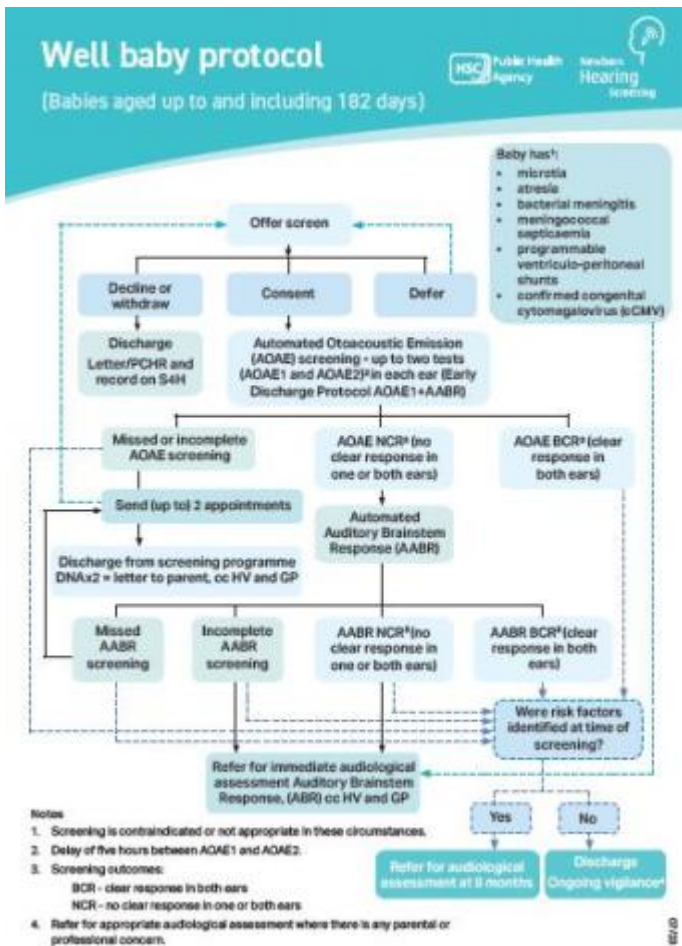 Well baby protocol
(Babies aged up to and including 182 days)
HSC Public Health
Agency
Newborn
Hearing
Screening
Baby has¹:
• microtia
• atresia
• bacterial meningitis
• meningococcal
septicaemia
• programmable
ventriculo-peritoneal
shunts
• confirmed congenital
cytomegalovirus (cCMV)
Offer screen
Decline or
withdraw
Consent
Defer
Discharge
Letter/PCHR and
record on S4H
Automated Otoacoustic Emission
(AOAE) screening - up to two tests
(AOAE1 and AOAE2)² in each ear (Early
Discharge Protocol AOAE1+AABR)
Missed or incomplete
AOAE screening
AOAE NCR³ (no
clear response in
one or both ears)
AOAE BCR³ (clear
response in
both ears)
Send (up to) 2 appointments
Automated
Auditory Brainstem
Response (AABR)
Discharge from screening programme
DNAx2 = letter to parent, cc HV and GP
Missed
AABR
screening
Incomplete
AABR
screening
AABR NCR³ (no
clear response in
one or both ears)
AABR BCR³ (clear
response in both
ears)
Were risk factors
identified at time of
screening?
Refer for immediate audiological
assessment Auditory Brainstem
Response, (ABR) cc HV and GP
Yes
No
Refer for audiological
assessment at 8 months
Discharge
Ongoing vigilance⁴
Notes
1. Screening is contraindicated or not appropriate in these circumstances.
2. Delay of five hours between AOAE1 and AOAE2.
3. Screening outcomes:
BCR - clear response in both ears
NCR - no clear response in one or both ears
4. Refer for appropriate audiological assessment where there is any parental or
professional concern.